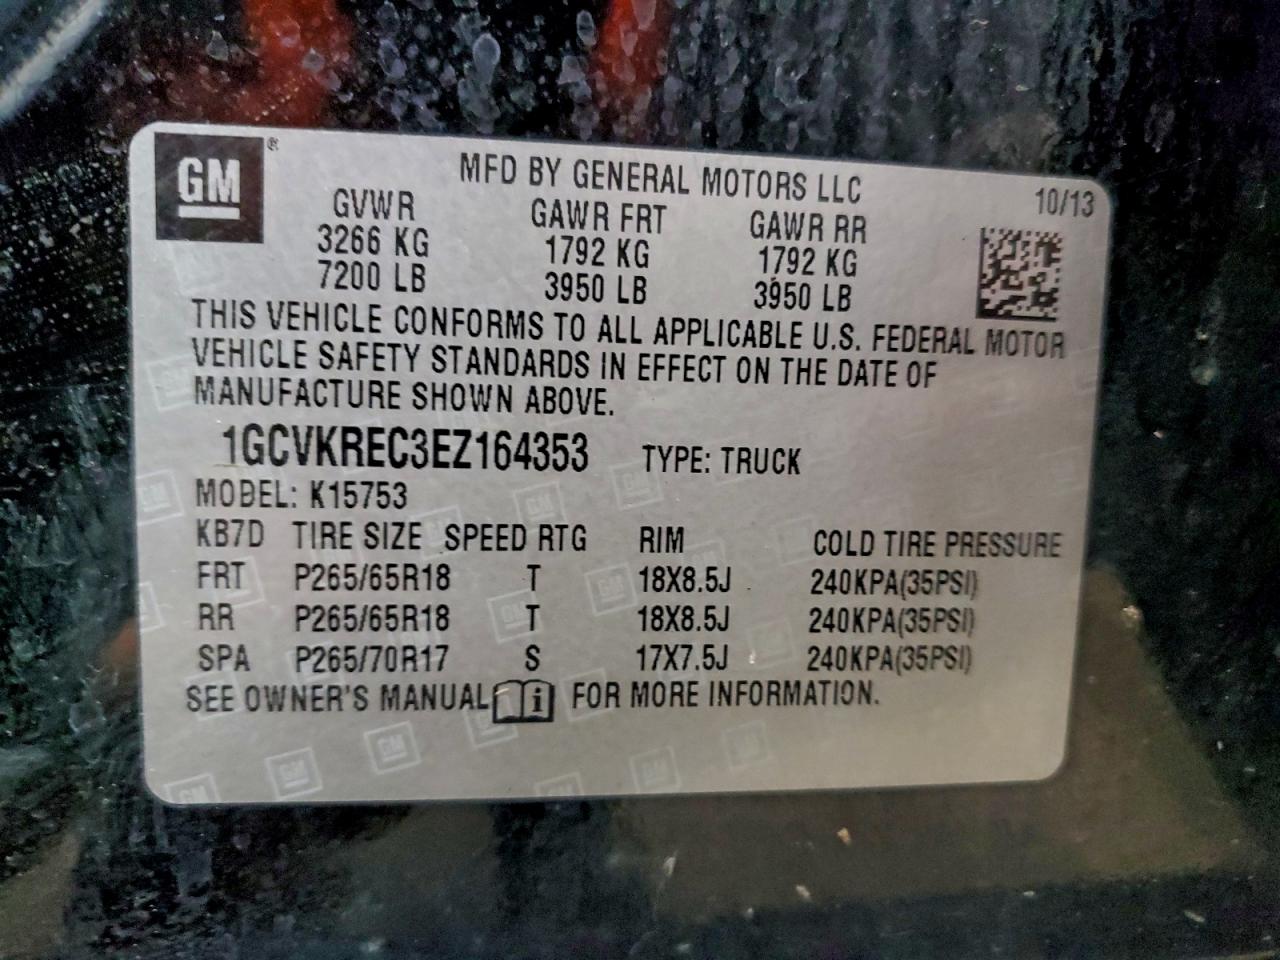 GM®
MFD BY GENERAL MOTORS LLC
10/13
GVWR GAWR FRT GAWR RR
3266 KG 1792 KG 1792 KG
7200 LB 3950 LB 3950 LB
THIS VEHICLE CONFORMS TO ALL APPLICABLE U.S. FEDERAL MOTOR
VEHICLE SAFETY STANDARDS IN EFFECT ON THE DATE OF
MANUFACTURE SHOWN ABOVE.
1GCVKREC3EZ164353 TYPE: TRUCK
MODEL: K15753
KB7D TIRE SIZE SPEED RTG RIM COLD TIRE PRESSURE
FRT P265/65R18 T 18X8.5J 240KPA(35PSI)
RR P265/65R18 T 18X8.5J 240KPA(35PSI)
SPA P265/70R17 S 17X7.5J 240KPA(35PSI)
SEE OWNER'S MANUAL i FOR MORE INFORMATION.